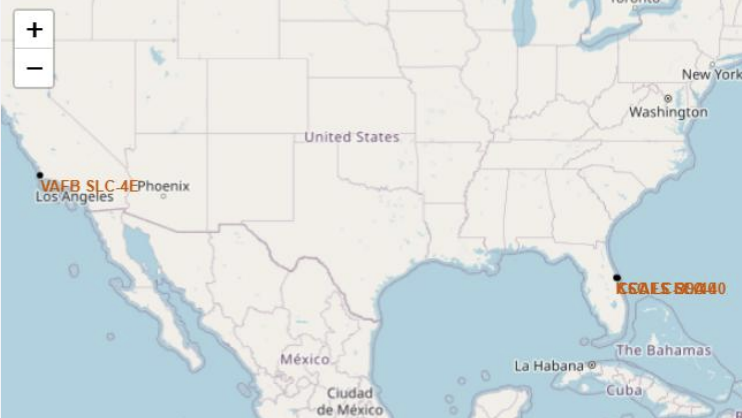 +
−
New York
Washington
United States
VAFB SLC-4E
Phoenix
Los Angeles
The Bahamas
La Habana
México
Cuba
Ciudad
de México